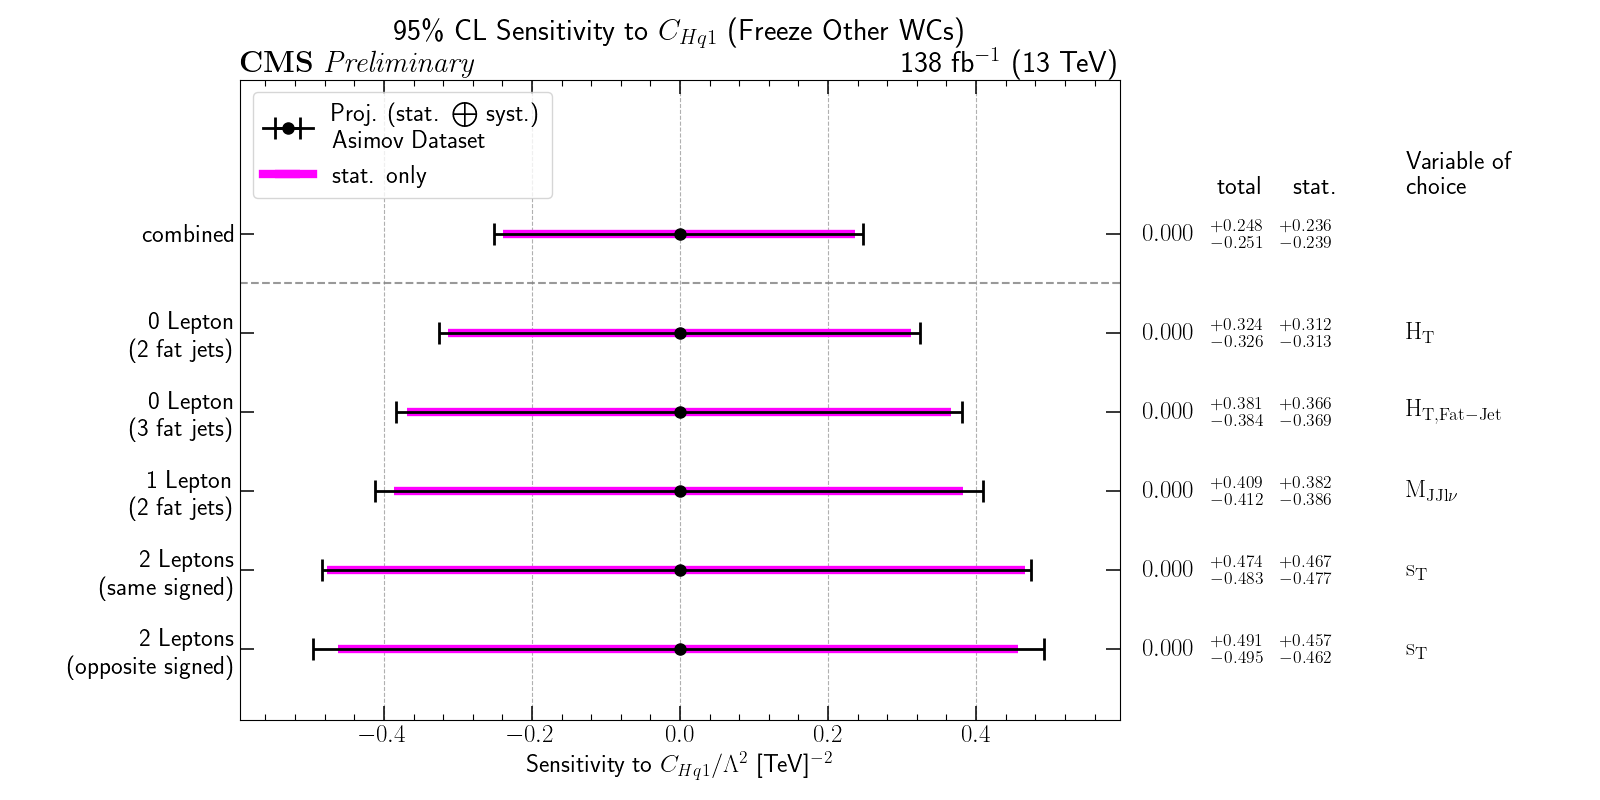 95% CL Sensitivity to $C_{Hq1}$ (Freeze Other WCs)
CMS Preliminary 138 fb$^{-1}$ (13 TeV)
Proj. (stat. ⨁ syst.)
Asimov Dataset
stat. only
Variable of
total stat. choice
combined 0.000 +0.248 +0.236
−0.251 −0.239
0 Lepton
(2 fat jets) 0.000 +0.324 +0.312
−0.326 −0.313 H$_{T}$
0 Lepton
(3 fat jets) 0.000 +0.381 +0.366
−0.384 −0.369 H$_{T,Fat−Jet}$
1 Lepton
(2 fat jets) 0.000 +0.409 +0.382
−0.412 −0.386 M$_{JJlν}$
2 Leptons
(same signed) 0.000 +0.474 +0.467
−0.483 −0.477 s$_{T}$
2 Leptons
(opposite signed) 0.000 +0.491 +0.457
−0.495 −0.462 s$_{T}$
−0.4 −0.2 0.0 0.2 0.4
Sensitivity to $C_{Hq1}/Λ^{2}$ [TeV]$^{−2}$